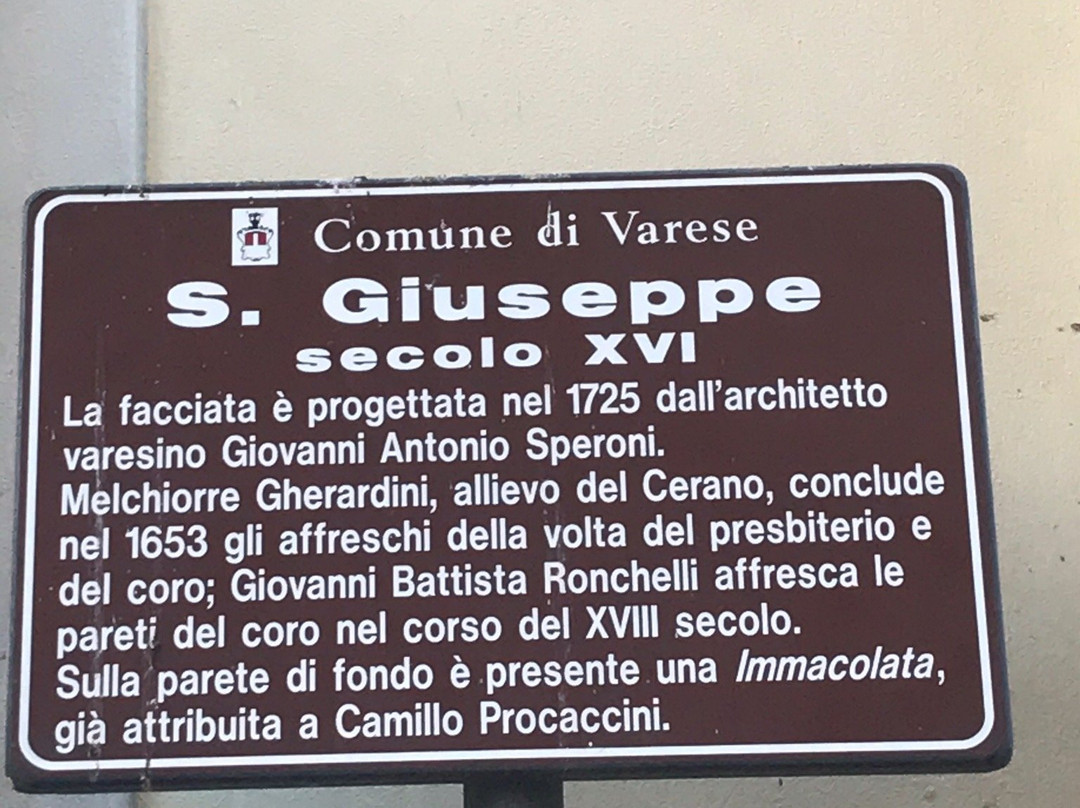 Comune di Varese
S. Giuseppe
secolo XVI
La facciata è progettata nel 1725 dall'architetto
varesino Giovanni Antonio Speroni.
Melchiorre Gherardini, allievo del Cerano, conclude
nel 1653 gli affreschi della volta del presbiterio e
del coro; Giovanni Battista Ronchelli affresca le
pareti del coro nel corso del XVIII secolo.
Sulla parete di fondo è presente una Immacolata,
già attribuita a Camillo Procaccini.